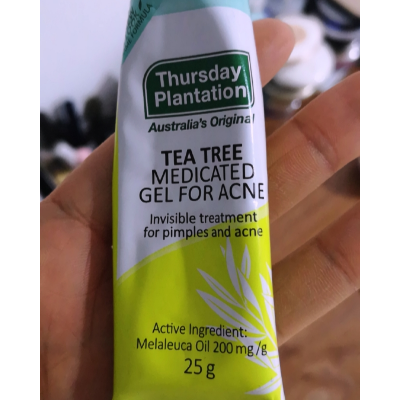 Thursday
Plantation
Australia's Original
TEA TREE
MEDICATED
GEL FOR ACNE
Invisible treatment
for pimples and acne
Active Ingredient:
Melaleuca Oil 200 mg/g
25 g